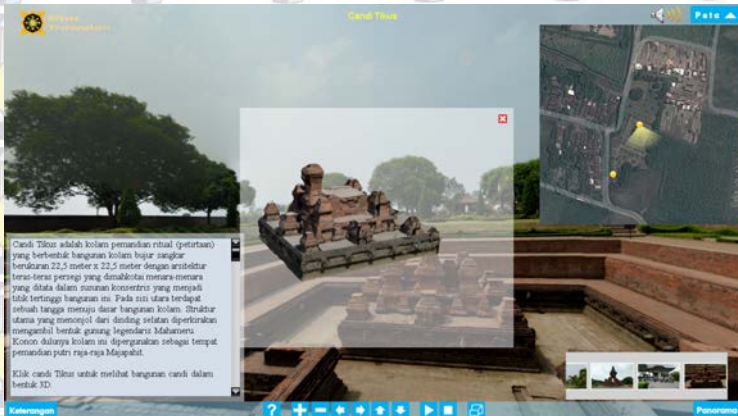 Candi Tikus
Peta
Candi Tikus adalah kolam pemandian ritual (petirtaan)
yang berbentuk bangunan kolam bujur sangkar
berukuran 22,5 meter x 22,5 meter dengan arsitektur
teras-teras persegi yang dimahkotai menara-menara
yang ditata dalam susunan konsentris yang menjadi
titik tertinggi bangunan ini. Pada sisi utara terdapat
sebuah tangga menuju dasar bangunan kolam. Struktur
utama yang menonjol dari dinding selatan diperkirakan
mengambil bentuk gunung legendaris Mahameru.
Konon dulunya kolam ini dipergunakan sebagai tempat
pemandian putri raja-raja Majapahit.
Klik candi Tikus untuk melihat bangunan candi dalam
bentuk 3D.
Keterangan
?
Panorama